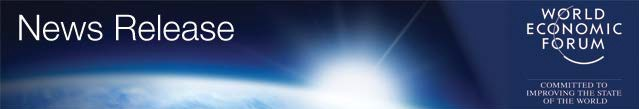 News Release
WORLD
ECONOMIC
FORUM
COMMITTED TO
IMPROVING THE STATE
OF THE WORLD